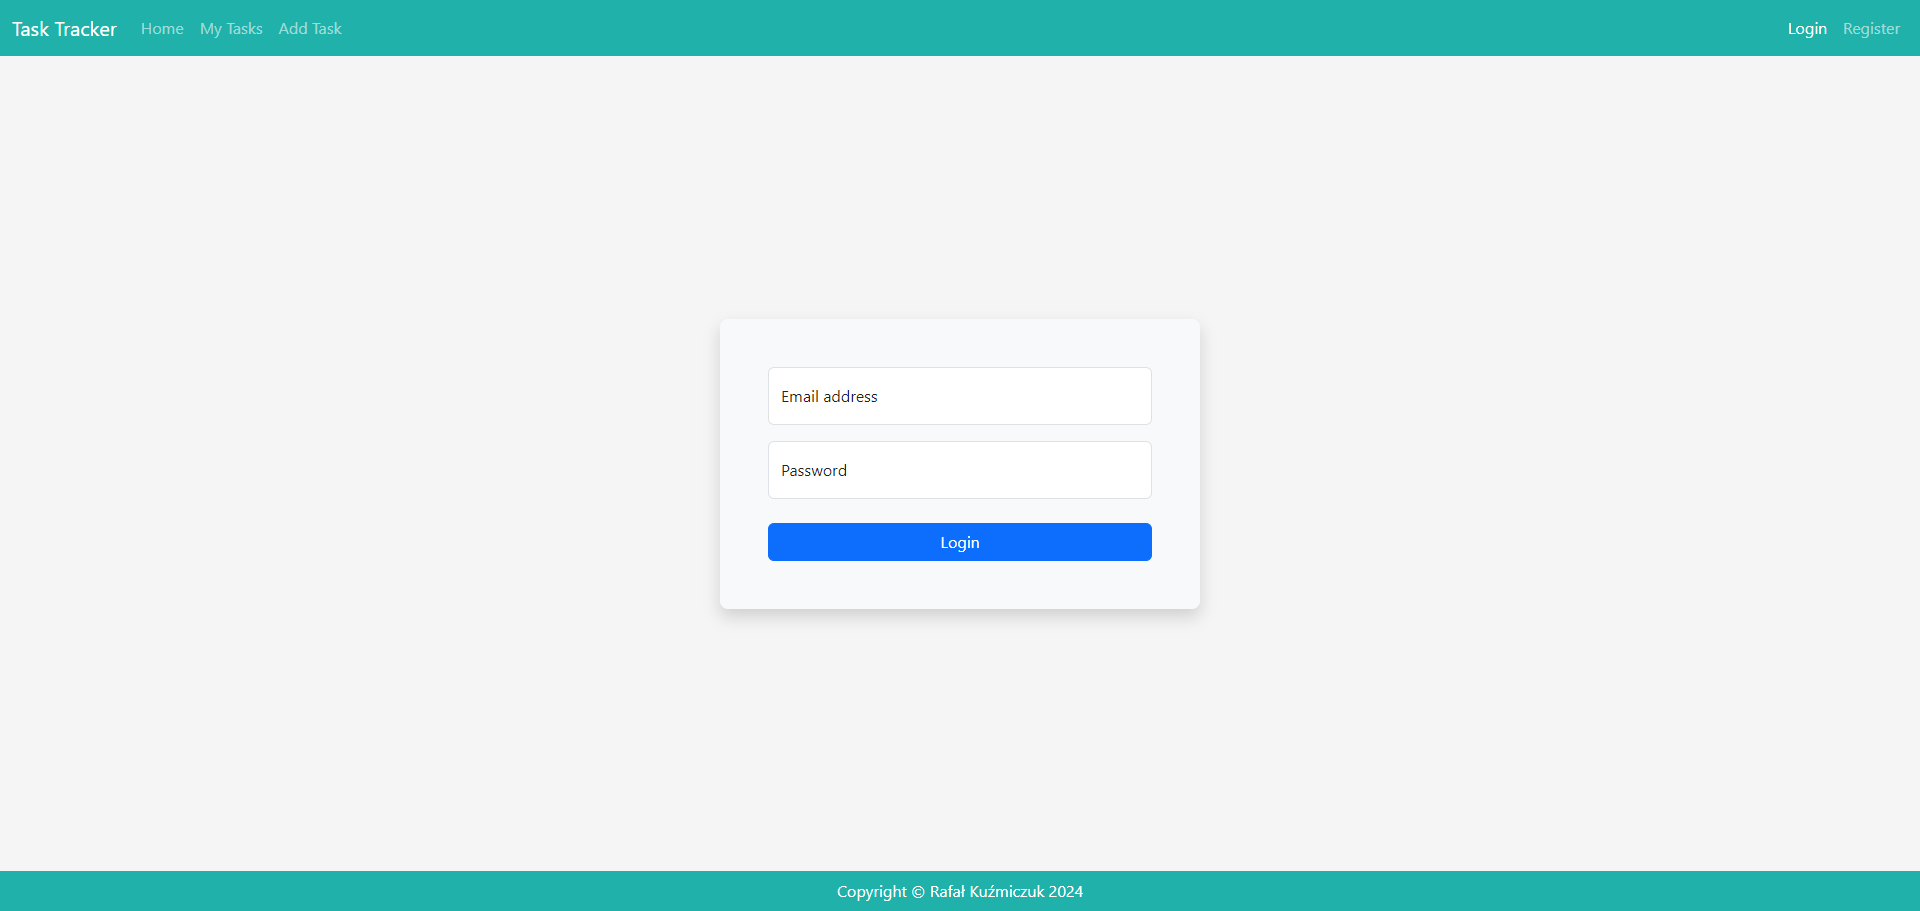 Task Tracker Home My Tasks Add Task Login Register
Email address
Password
Login
Copyright © Rafał Kuźmiczuk 2024